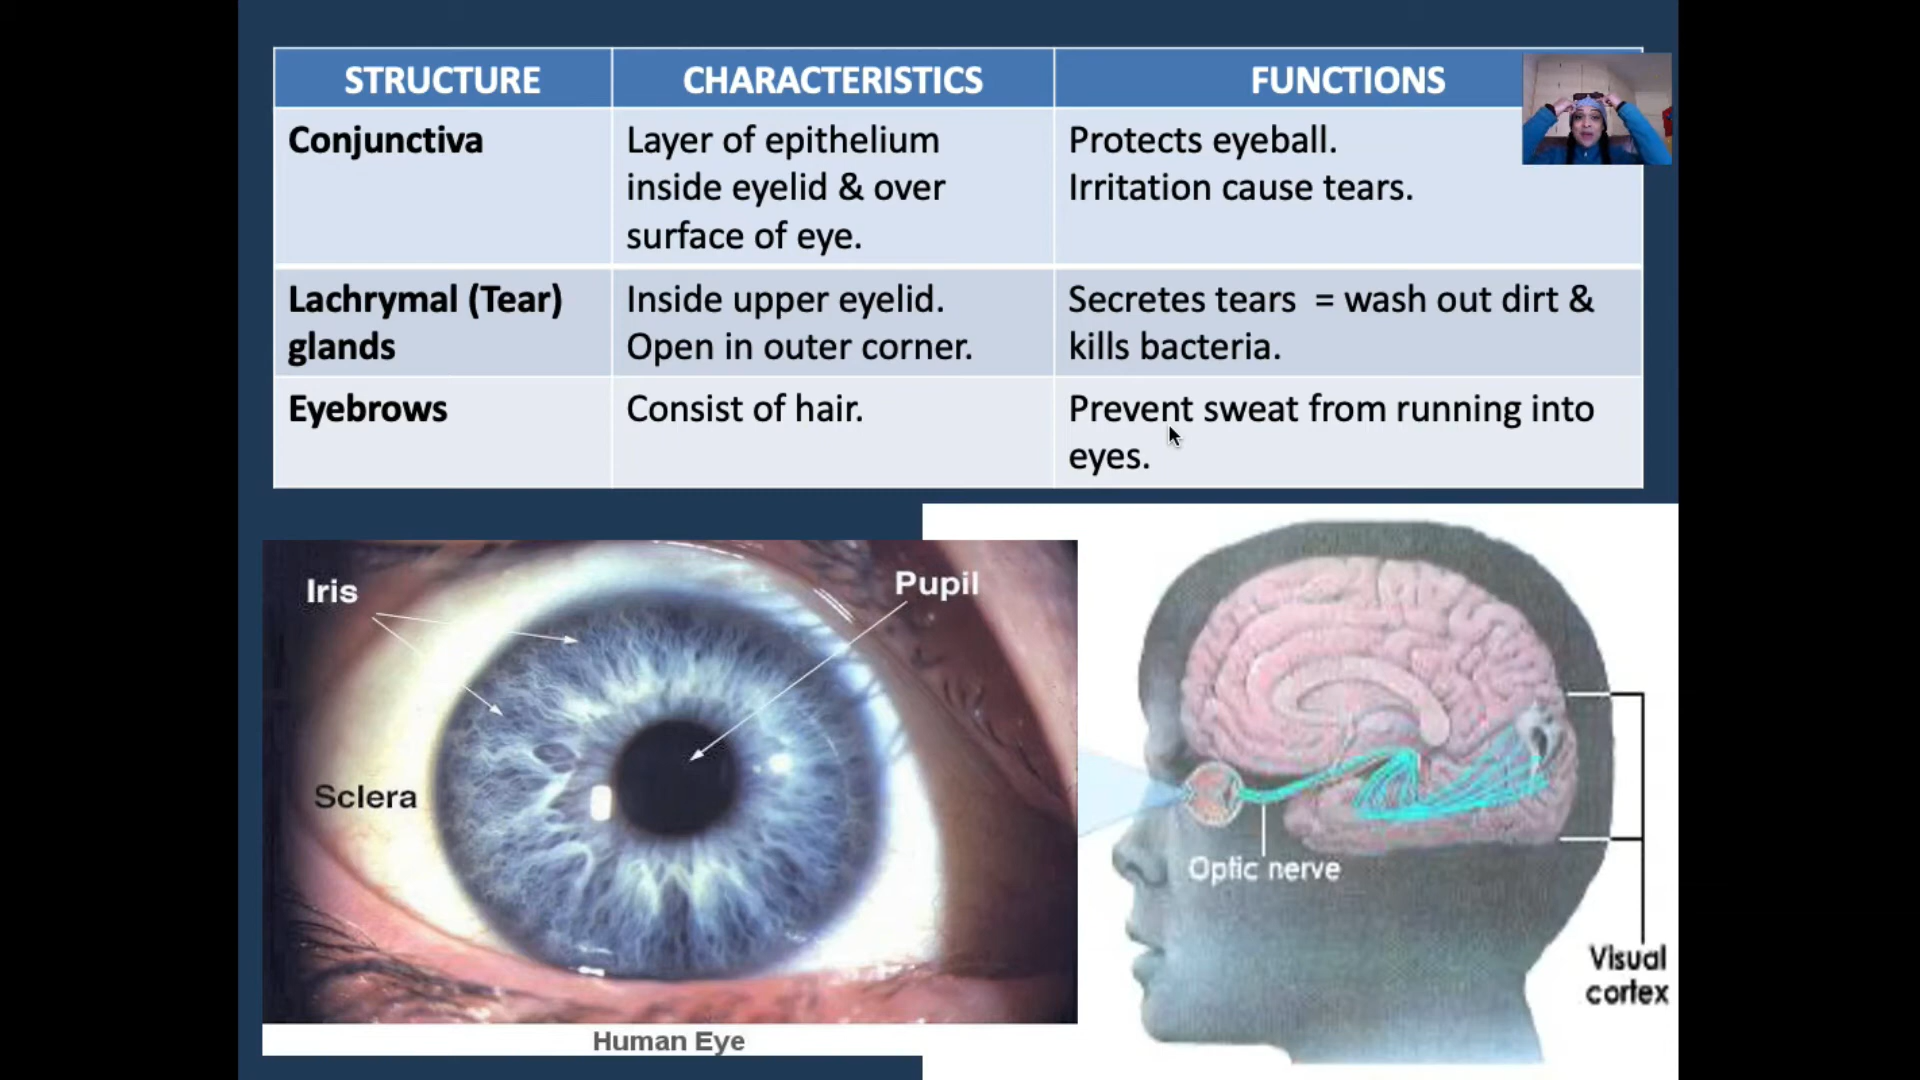 STRUCTURE CHARACTERISTICS FUNCTIONS
Conjunctiva
Layer of epithelium
inside eyelid & over
surface of eye.
Protects eyeball.
Irritation cause tears.
Lachrymal (Tear)
glands
Inside upper eyelid.
Open in outer corner.
Secretes tears = wash out dirt &
kills bacteria.
Eyebrows
Consist of hair.
Prevent sweat from running into
eyes.
Iris
Pupil
Sclera
Human Eye
Optic nerve
Visual
cortex